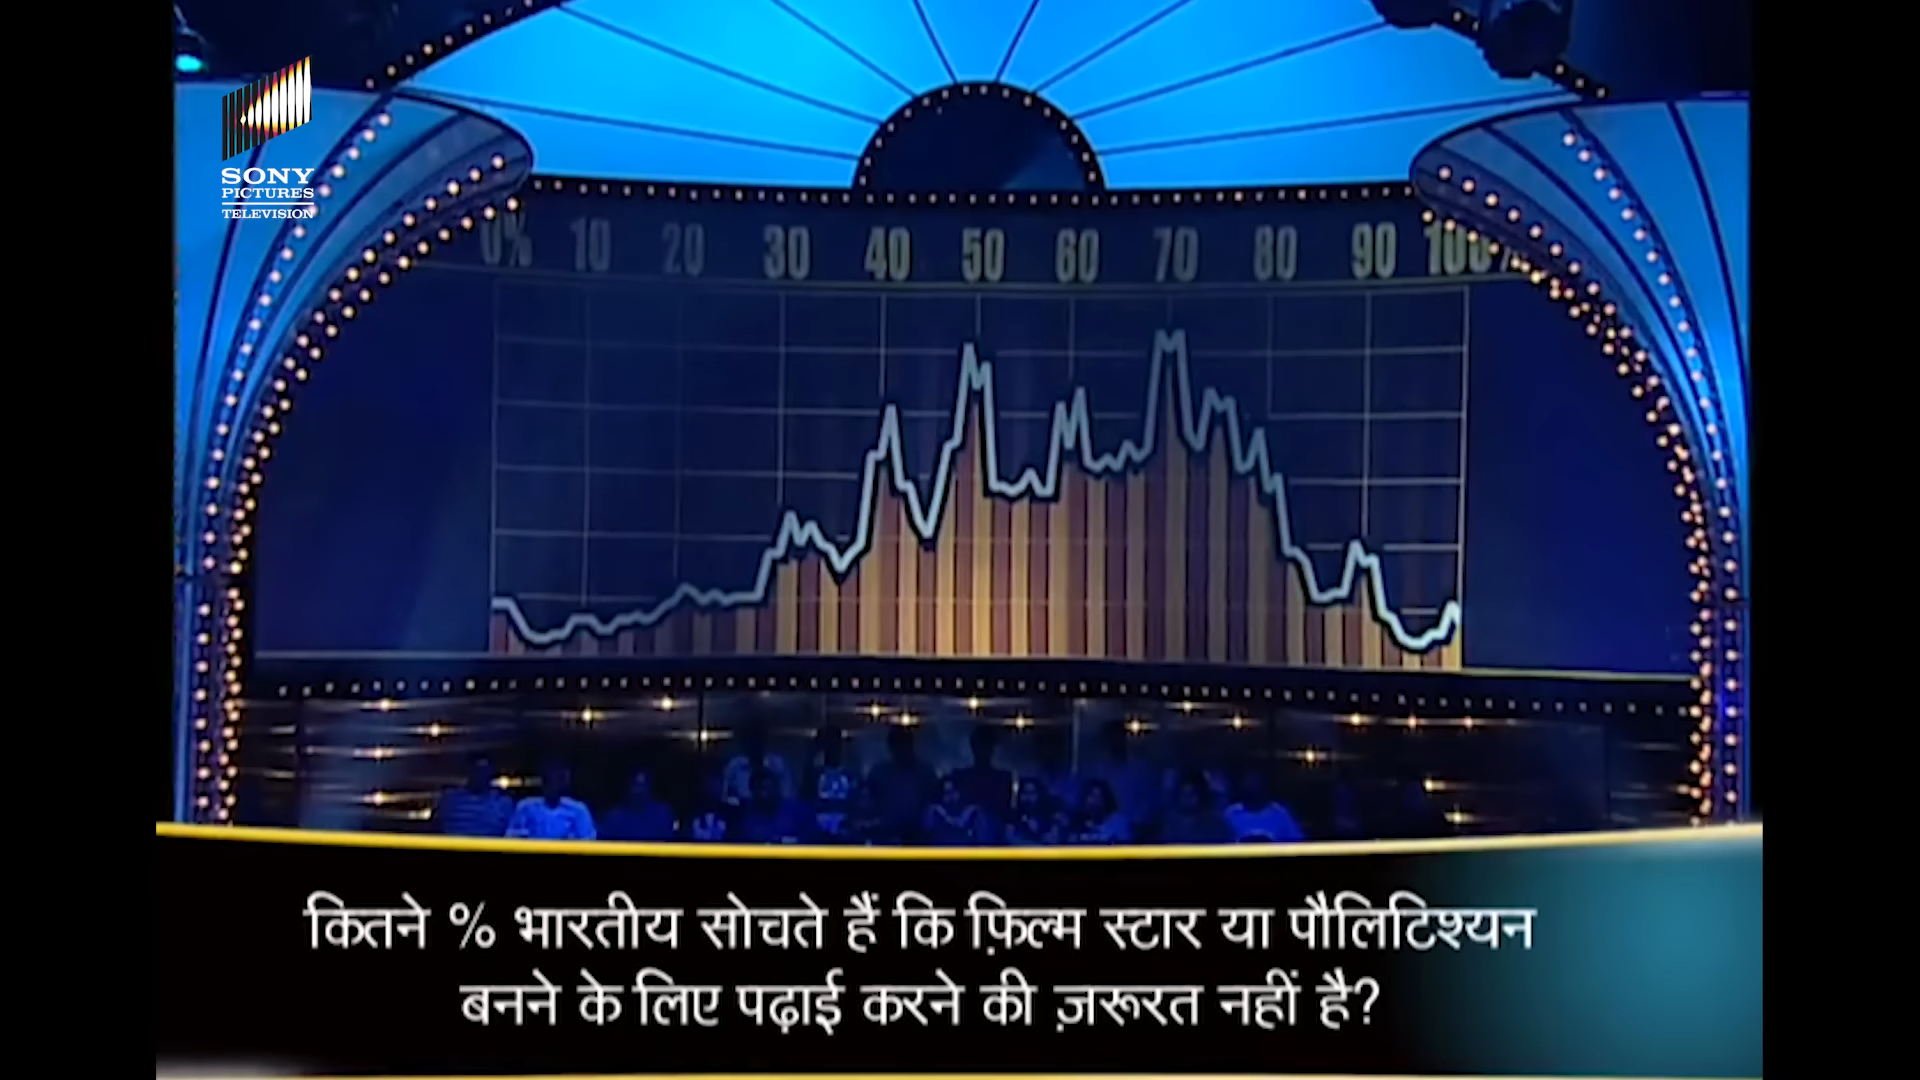 SONY
PICTURES
TELEVISION
0% 10 20 30 40 50 60 70 80 90 100%
कितने % भारतीय सोचते हैं कि फ़िल्म स्टार या पौलिटिश्यन
बनने के लिए पढ़ाई करने की ज़रूरत नहीं है?